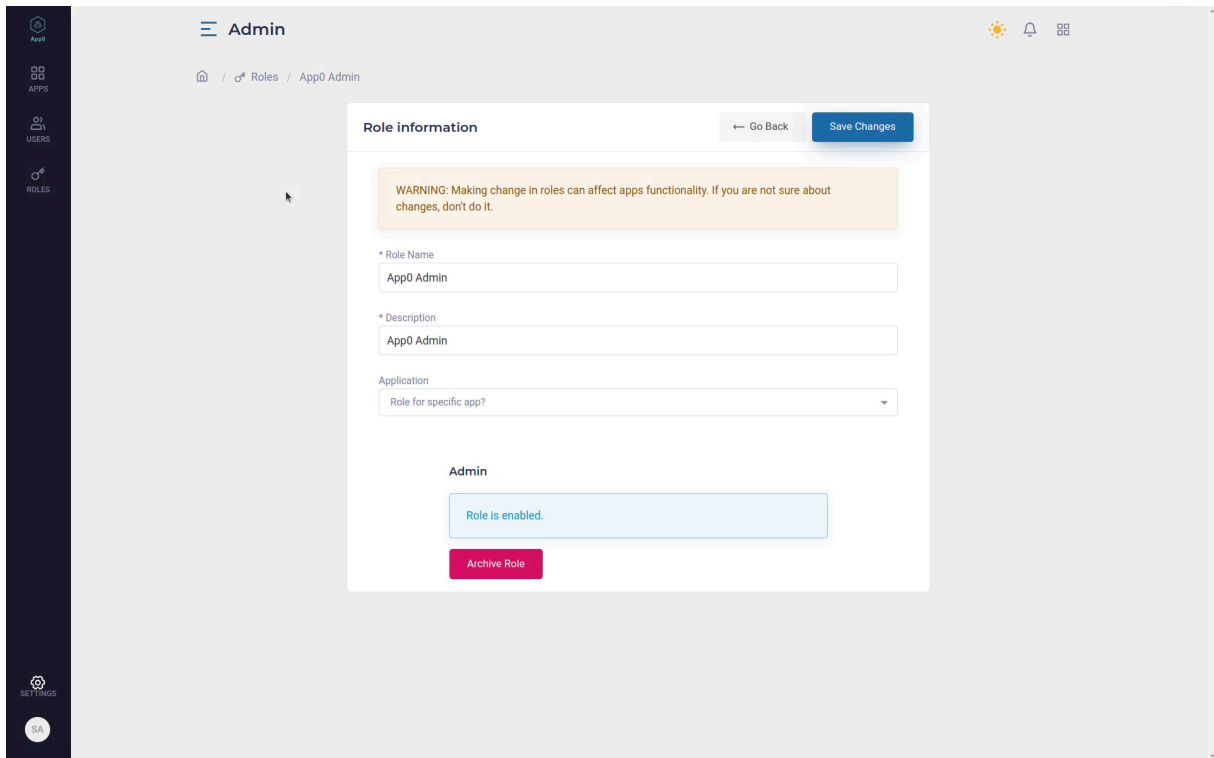 App0
Admin
APPS
/ Roles / App0 Admin
USERS
Role information
← Go Back
Save Changes
ROLES
WARNING: Making change in roles can affect apps functionality. If you are not sure about
changes, don't do it.
* Role Name
App0 Admin
* Description
App0 Admin
Application
Role for specific app?
Admin
Role is enabled.
Archive Role
SETTINGS
SA